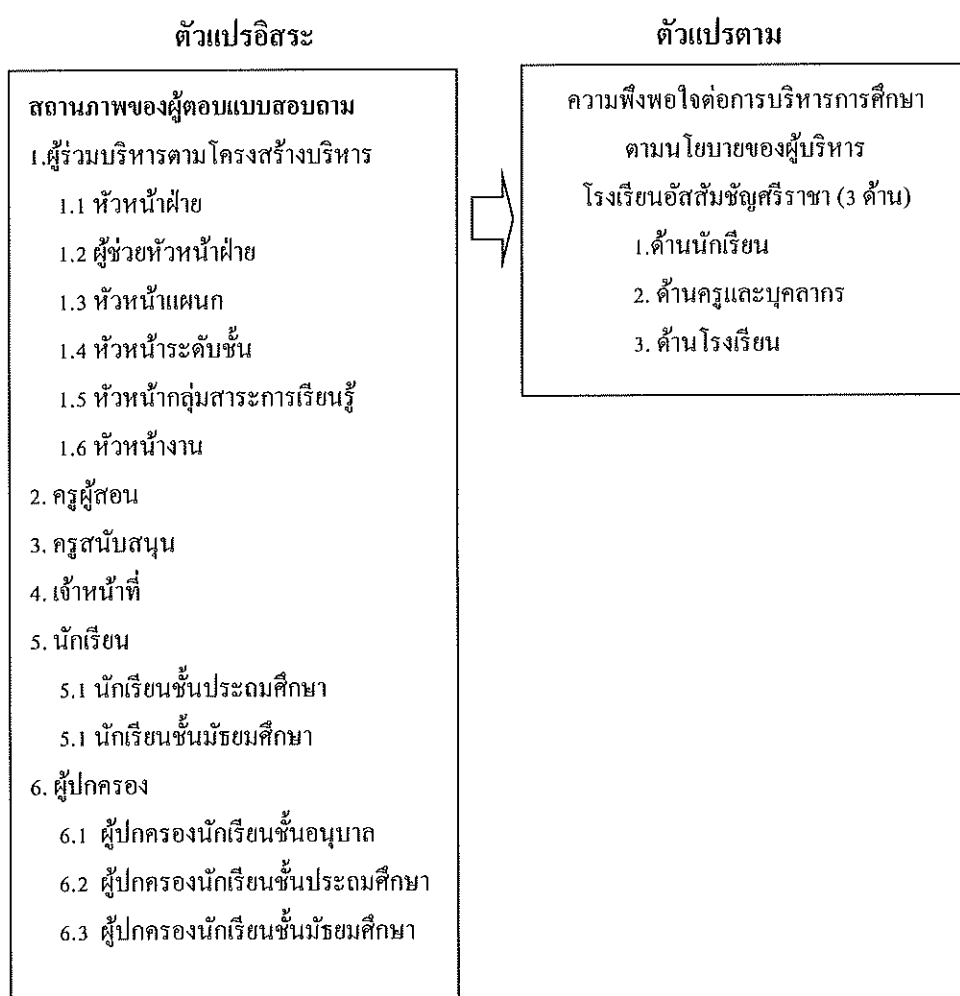 ตัวแปรอิสระ
สถานภาพของผู้ตอบแบบสอบถาม
1.ผู้ร่วมบริหารตามโครงสร้างบริหาร
1.1 หัวหน้าฝ่าย
1.2 ผู้ช่วยหัวหน้าฝ่าย
1.3 หัวหน้าแผนก
1.4 หัวหน้าระดับชั้น
1.5 หัวหน้ากลุ่มสาระการเรียนรู้
1.6 หัวหน้างาน
2. ครูผู้สอน
3. ครูสนับสนุน
4. เจ้าหน้าที่
5. นักเรียน
5.1 นักเรียนชั้นประถมศึกษา
5.1 นักเรียนชั้นมัธยมศึกษา
6. ผู้ปกครอง
6.1 ผู้ปกครองนักเรียนชั้นอนุบาล
6.2 ผู้ปกครองนักเรียนชั้นประถมศึกษา
6.3 ผู้ปกครองนักเรียนชั้นมัธยมศึกษา
ตัวแปรตาม
ความพึงพอใจต่อการบริหารการศึกษา
ตามนโยบายของผู้บริหาร
โรงเรียนอัสสัมชัญศรีราชา (3 ด้าน)
1.ด้านนักเรียน
2. ด้านครูและบุคลากร
3. ด้านโรงเรียน